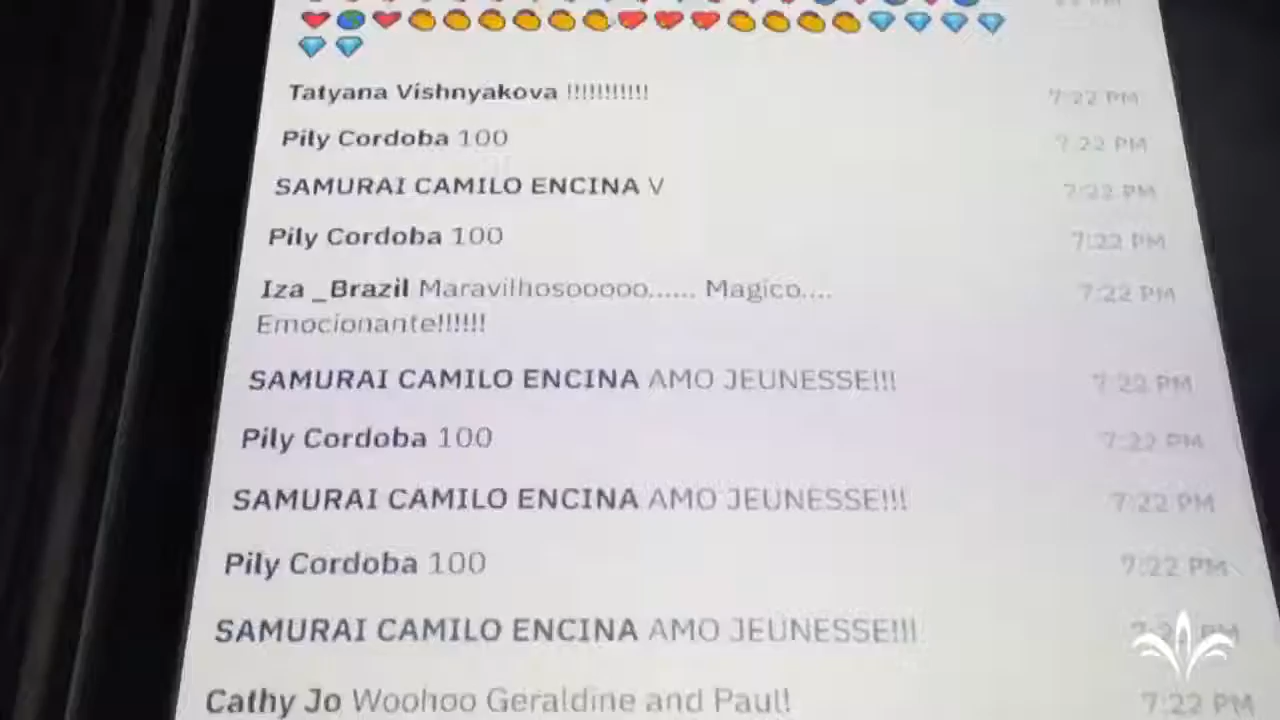 Tatyana Vishnyakova !!!!!!!!!!! 7:22 PM
Pily Cordoba 100 7:22 PM
SAMURAI CAMILO ENCINA V 7:22 PM
Pily Cordoba 100 7:22 PM
Iza _Brazil Maravilhosooooo...... Magico.... 7:22 PM
Emocionante!!!!!!
SAMURAI CAMILO ENCINA AMO JEUNESSE!!! 7:22 PM
Pily Cordoba 100 7:22 PM
SAMURAI CAMILO ENCINA AMO JEUNESSE!!! 7:22 PM
Pily Cordoba 100 7:22 PM
SAMURAI CAMILO ENCINA AMO JEUNESSE!!!
Cathy Jo Woohoo Geraldine and Paul! 7:22 PM